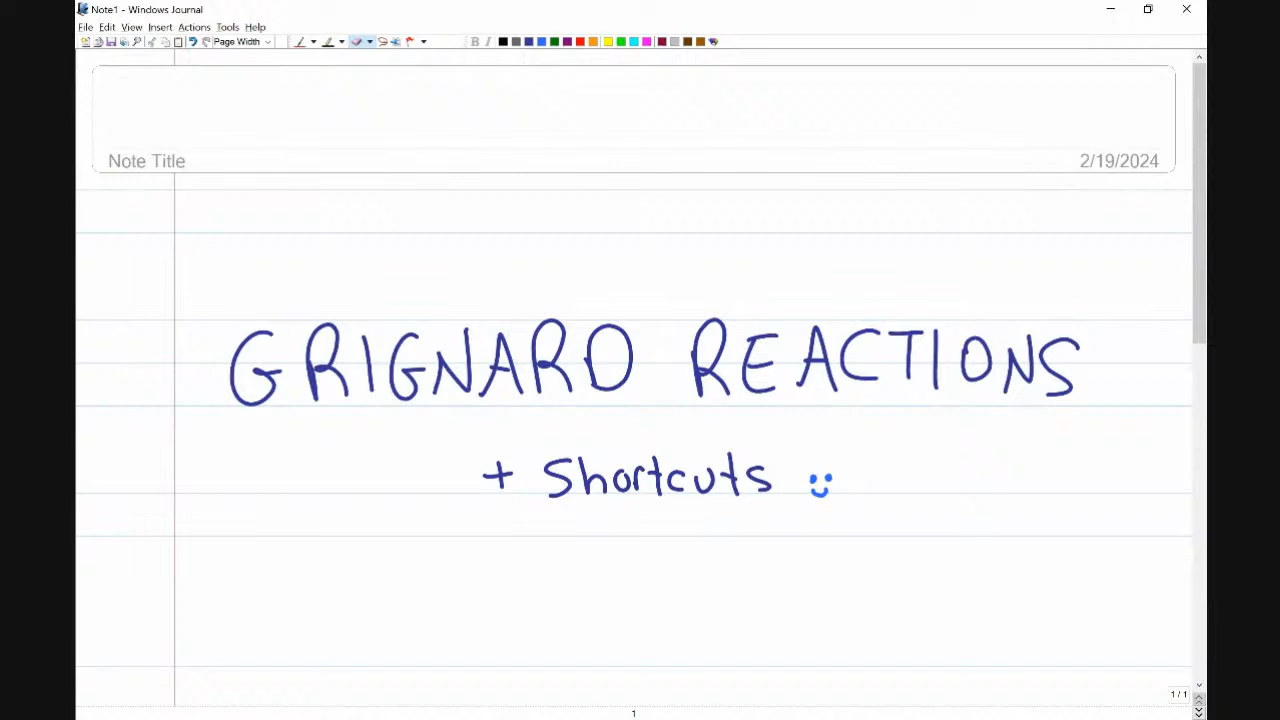 Note1 - Windows Journal
File Edit View Insert Actions Tools Help
Page Width
B I
Note Title
2/19/2024
GRIGNARD REACTIONS
+ Shortcuts
1/1
1